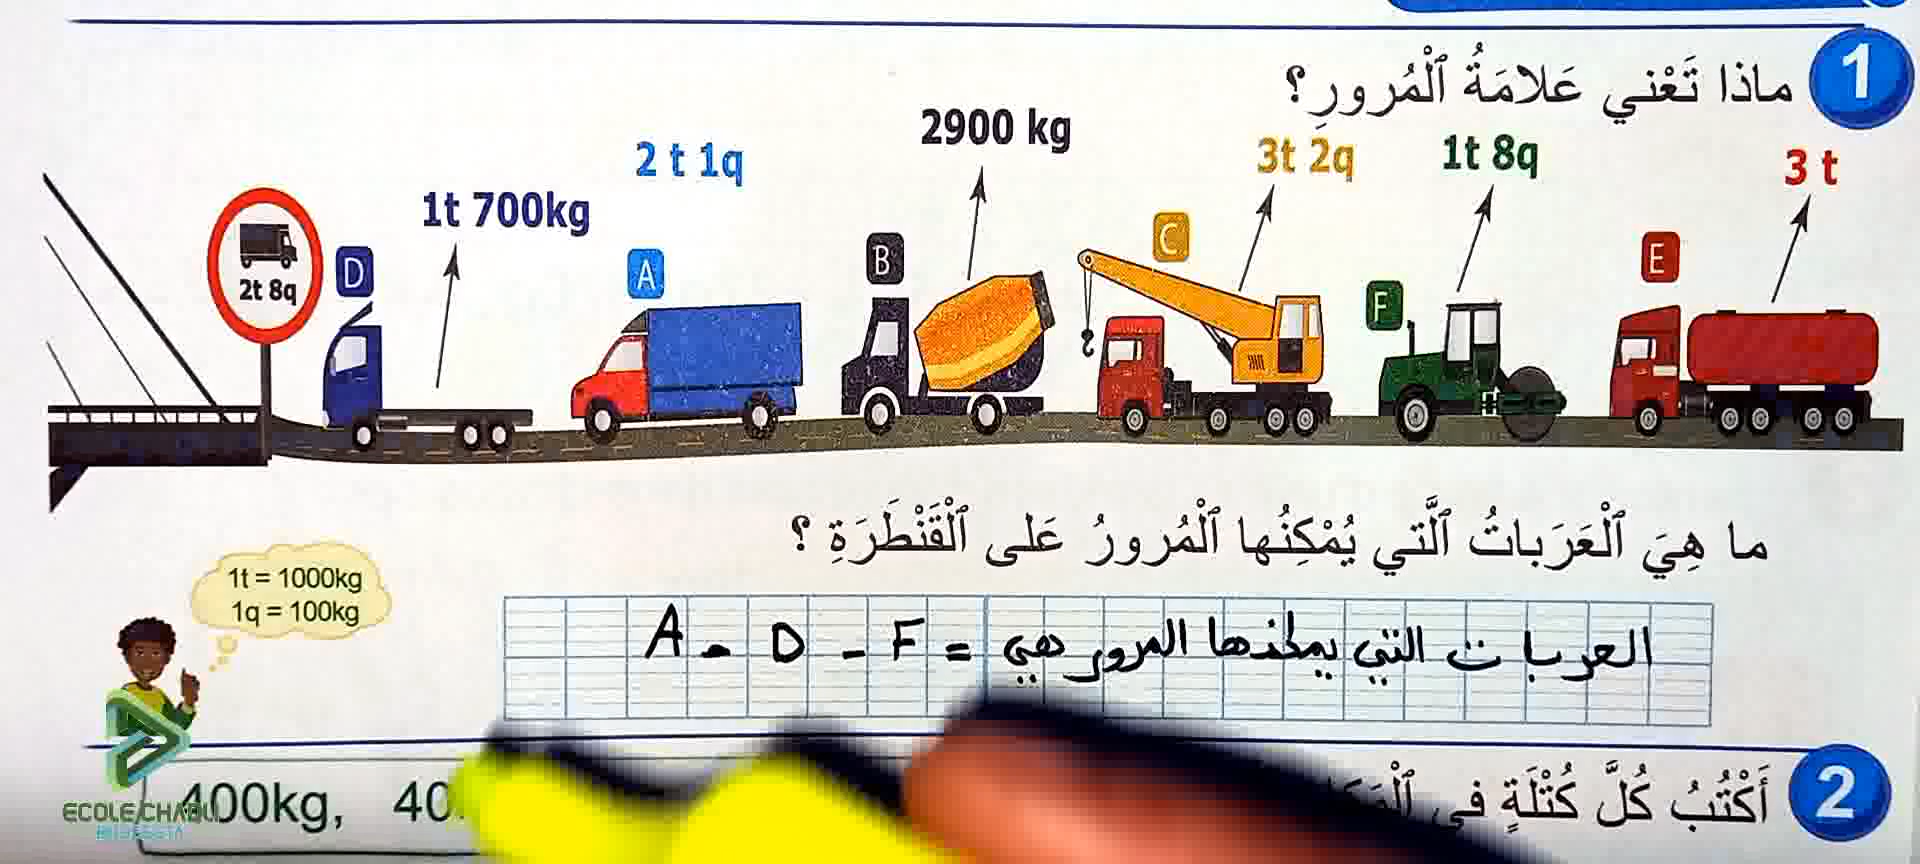 1 ماذا تَعْني عَلامَةُ ٱلْمُرورِ؟
2900 kg
2 t 1q
3t 2q
1t 8q
3 t
1t 700kg
D
A
B
C
F
E
2t 8q
ما هِيَ ٱلْعَرَباتُ ٱلَّتي يُمْكِنُها ٱلْمُرورُ عَلى ٱلْقَنْطَرَةِ ؟
1t = 1000kg
1q = 100kg
العربات التي يمكنها المرور هي = A - D - F
2 أَكْتُبُ كُلَّ كُتْلَةٍ في
400kg, 40
ECOLE CHABLI